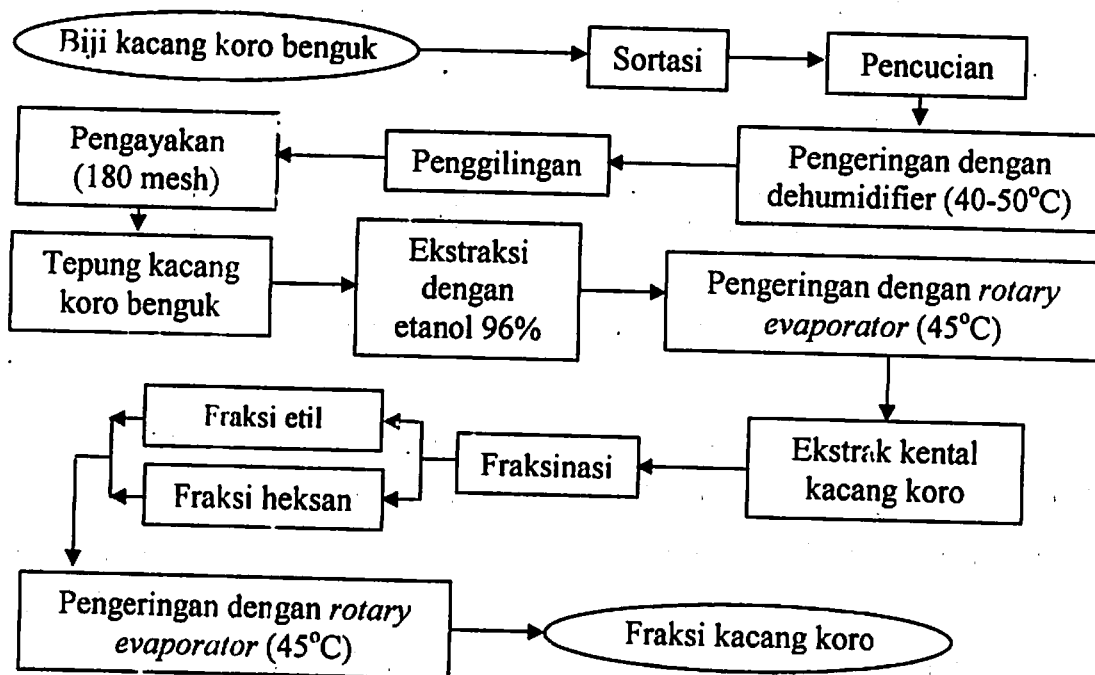 Biji kacang koro benguk
Sortasi
Pencucian
Pengeringan dengan
dehumidifier (40-50°C)
Penggilingan
Pengayakan
(180 mesh)
Tepung kacang
koro benguk
Ekstraksi
dengan
etanol 96%
Pengeringan dengan rotary
evaporator (45°C)
Ekstrak kental
kacang koro
Fraksinasi
Fraksi etil
Fraksi heksan
Pengeringan dengan rotary
evaporator (45°C)
Fraksi kacang koro